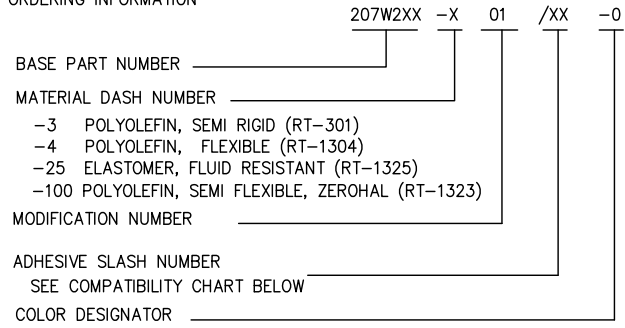 ORDERING INFORMATION
207W2XX -X 01 /XX -0
BASE PART NUMBER
MATERIAL DASH NUMBER
-3 POLYOLEFIN, SEMI RIGID (RT-301)
-4 POLYOLEFIN, FLEXIBLE (RT-1304)
-25 ELASTOMER, FLUID RESISTANT (RT-1325)
-100 POLYOLEFIN, SEMI FLEXIBLE, ZEROHAL (RT-1323)
MODIFICATION NUMBER
ADHESIVE SLASH NUMBER
SEE COMPATIBILITY CHART BELOW
COLOR DESIGNATOR